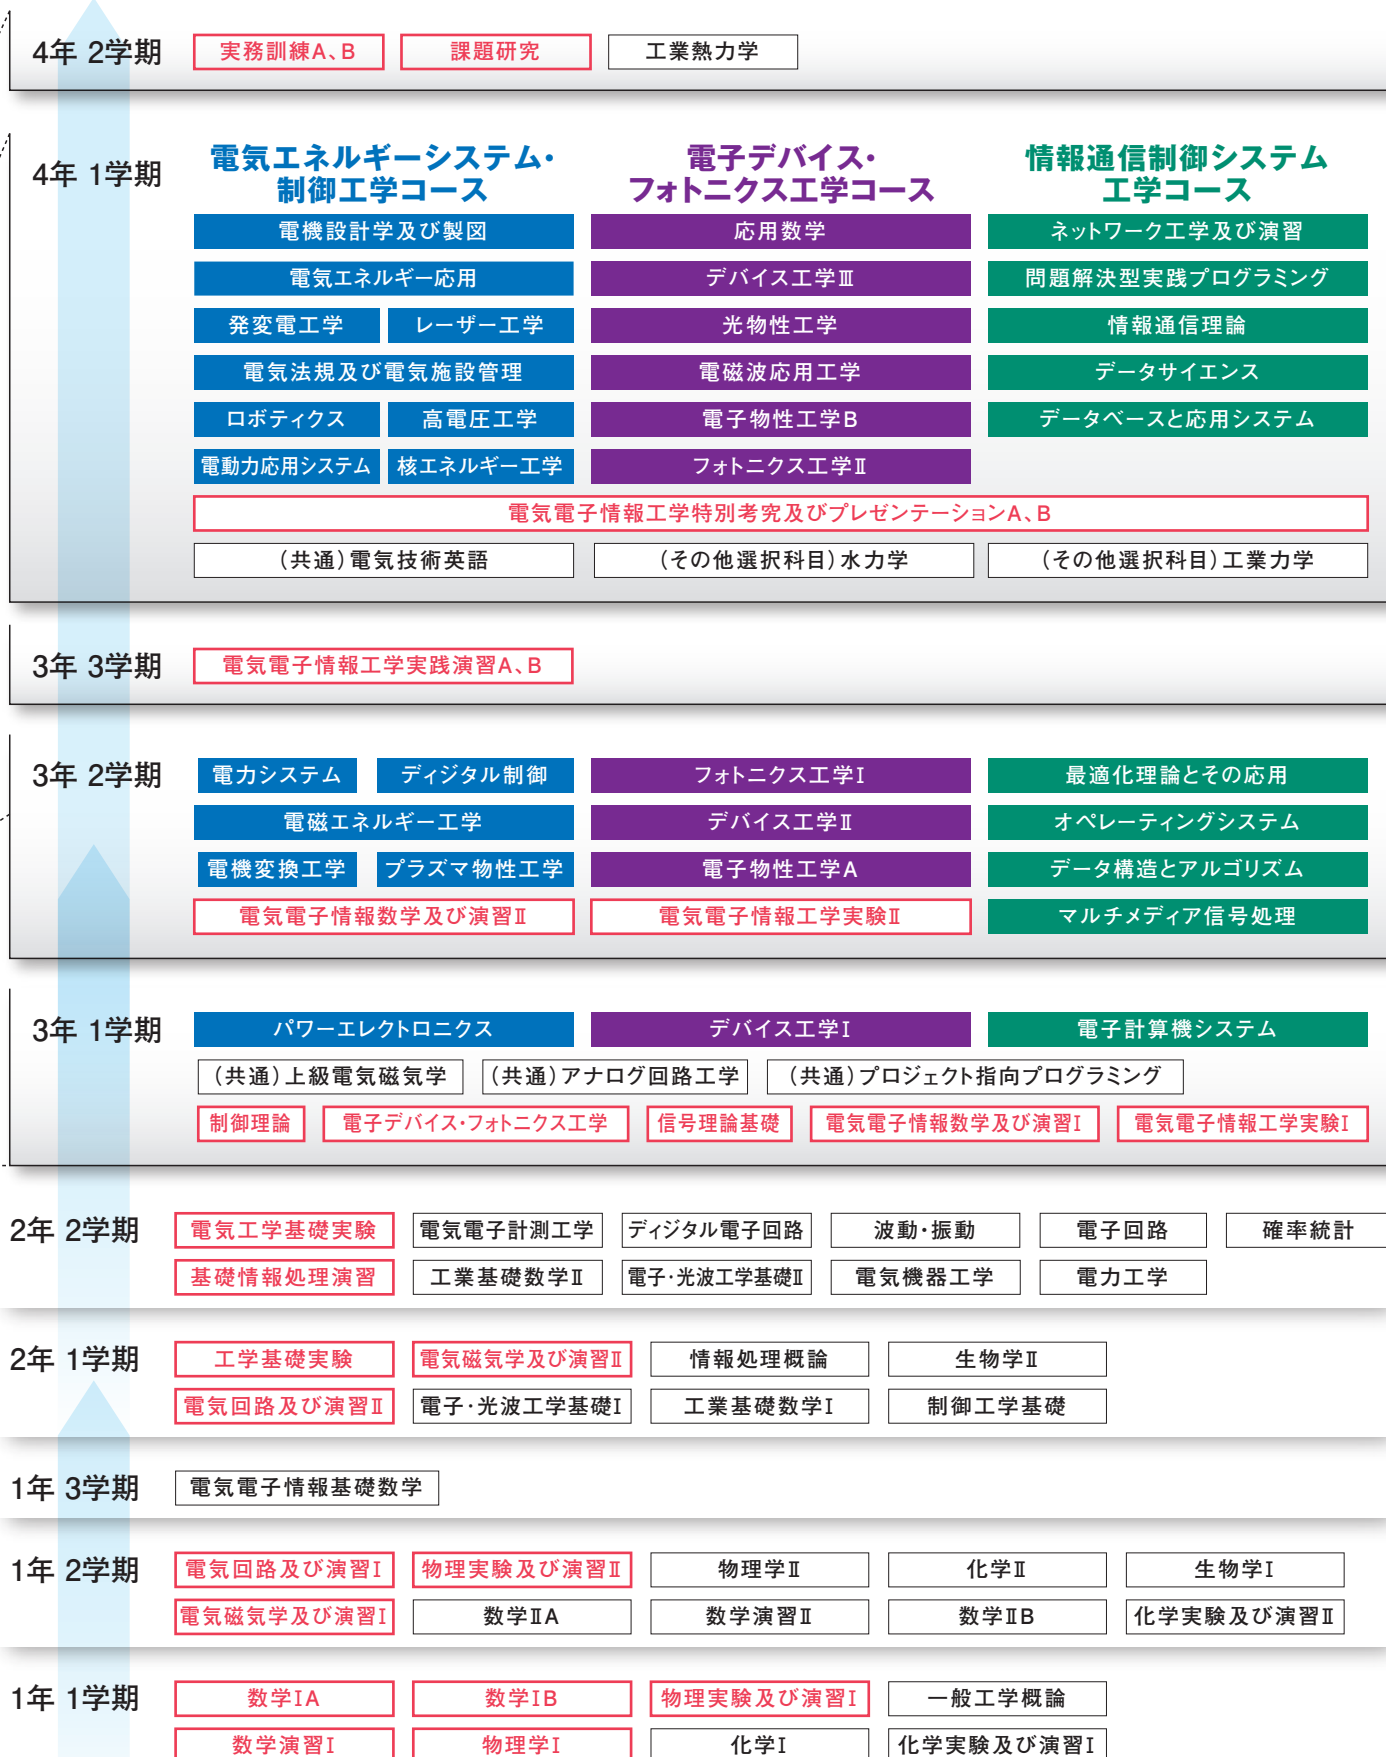 4年 2学期
実務訓練A、B
課題研究
工業熱力学
4年 1学期
電気エネルギーシステム・
制御工学コース
電子デバイス・
フォトニクス工学コース
情報通信制御システム
工学コース
電機設計学及び製図
応用数学
ネットワーク工学及び演習
電気エネルギー応用
デバイス工学Ⅲ
問題解決型実践プログラミング
発変電工学
レーザー工学
光物性工学
情報通信理論
電気法規及び電気施設管理
電磁波応用工学
データサイエンス
ロボティクス
高電圧工学
電子物性工学B
データベースと応用システム
電動力応用システム
核エネルギー工学
フォトニクス工学Ⅱ
電気電子情報工学特別考究及びプレゼンテーションA、B
(共通)電気技術英語
(その他選択科目)水力学
(その他選択科目)工業力学
3年 3学期
電気電子情報工学実践演習A、B
3年 2学期
電力システム
ディジタル制御
フォトニクス工学Ⅰ
最適化理論とその応用
電磁エネルギー工学
デバイス工学Ⅱ
オペレーティングシステム
電機変換工学
プラズマ物性工学
電子物性工学A
データ構造とアルゴリズム
電気電子情報数学及び演習Ⅱ
電気電子情報工学実験Ⅱ
マルチメディア信号処理
3年 1学期
パワーエレクトロニクス
デバイス工学Ⅰ
電子計算機システム
(共通)上級電気磁気学
(共通)アナログ回路工学
(共通)プロジェクト指向プログラミング
制御理論
電子デバイス・フォトニクス工学
信号理論基礎
電気電子情報数学及び演習Ⅰ
電気電子情報工学実験Ⅰ
2年 2学期
電気工学基礎実験
電気電子計測工学
ディジタル電子回路
波動・振動
電子回路
確率統計
基礎情報処理演習
工業基礎数学Ⅱ
電子・光波工学基礎Ⅱ
電気機器工学
電力工学
2年 1学期
工学基礎実験
電気磁気学及び演習Ⅱ
情報処理概論
生物学Ⅱ
電気回路及び演習Ⅱ
電子・光波工学基礎Ⅰ
工業基礎数学Ⅰ
制御工学基礎
1年 3学期
電気電子情報基礎数学
1年 2学期
電気回路及び演習Ⅰ
物理実験及び演習Ⅱ
物理学Ⅱ
化学Ⅱ
生物学Ⅰ
電気磁気学及び演習Ⅰ
数学ⅡA
数学演習Ⅱ
数学ⅡB
化学実験及び演習Ⅱ
1年 1学期
数学ⅠA
数学ⅠB
物理実験及び演習Ⅰ
一般工学概論
数学演習Ⅰ
物理学Ⅰ
化学Ⅰ
化学実験及び演習Ⅰ